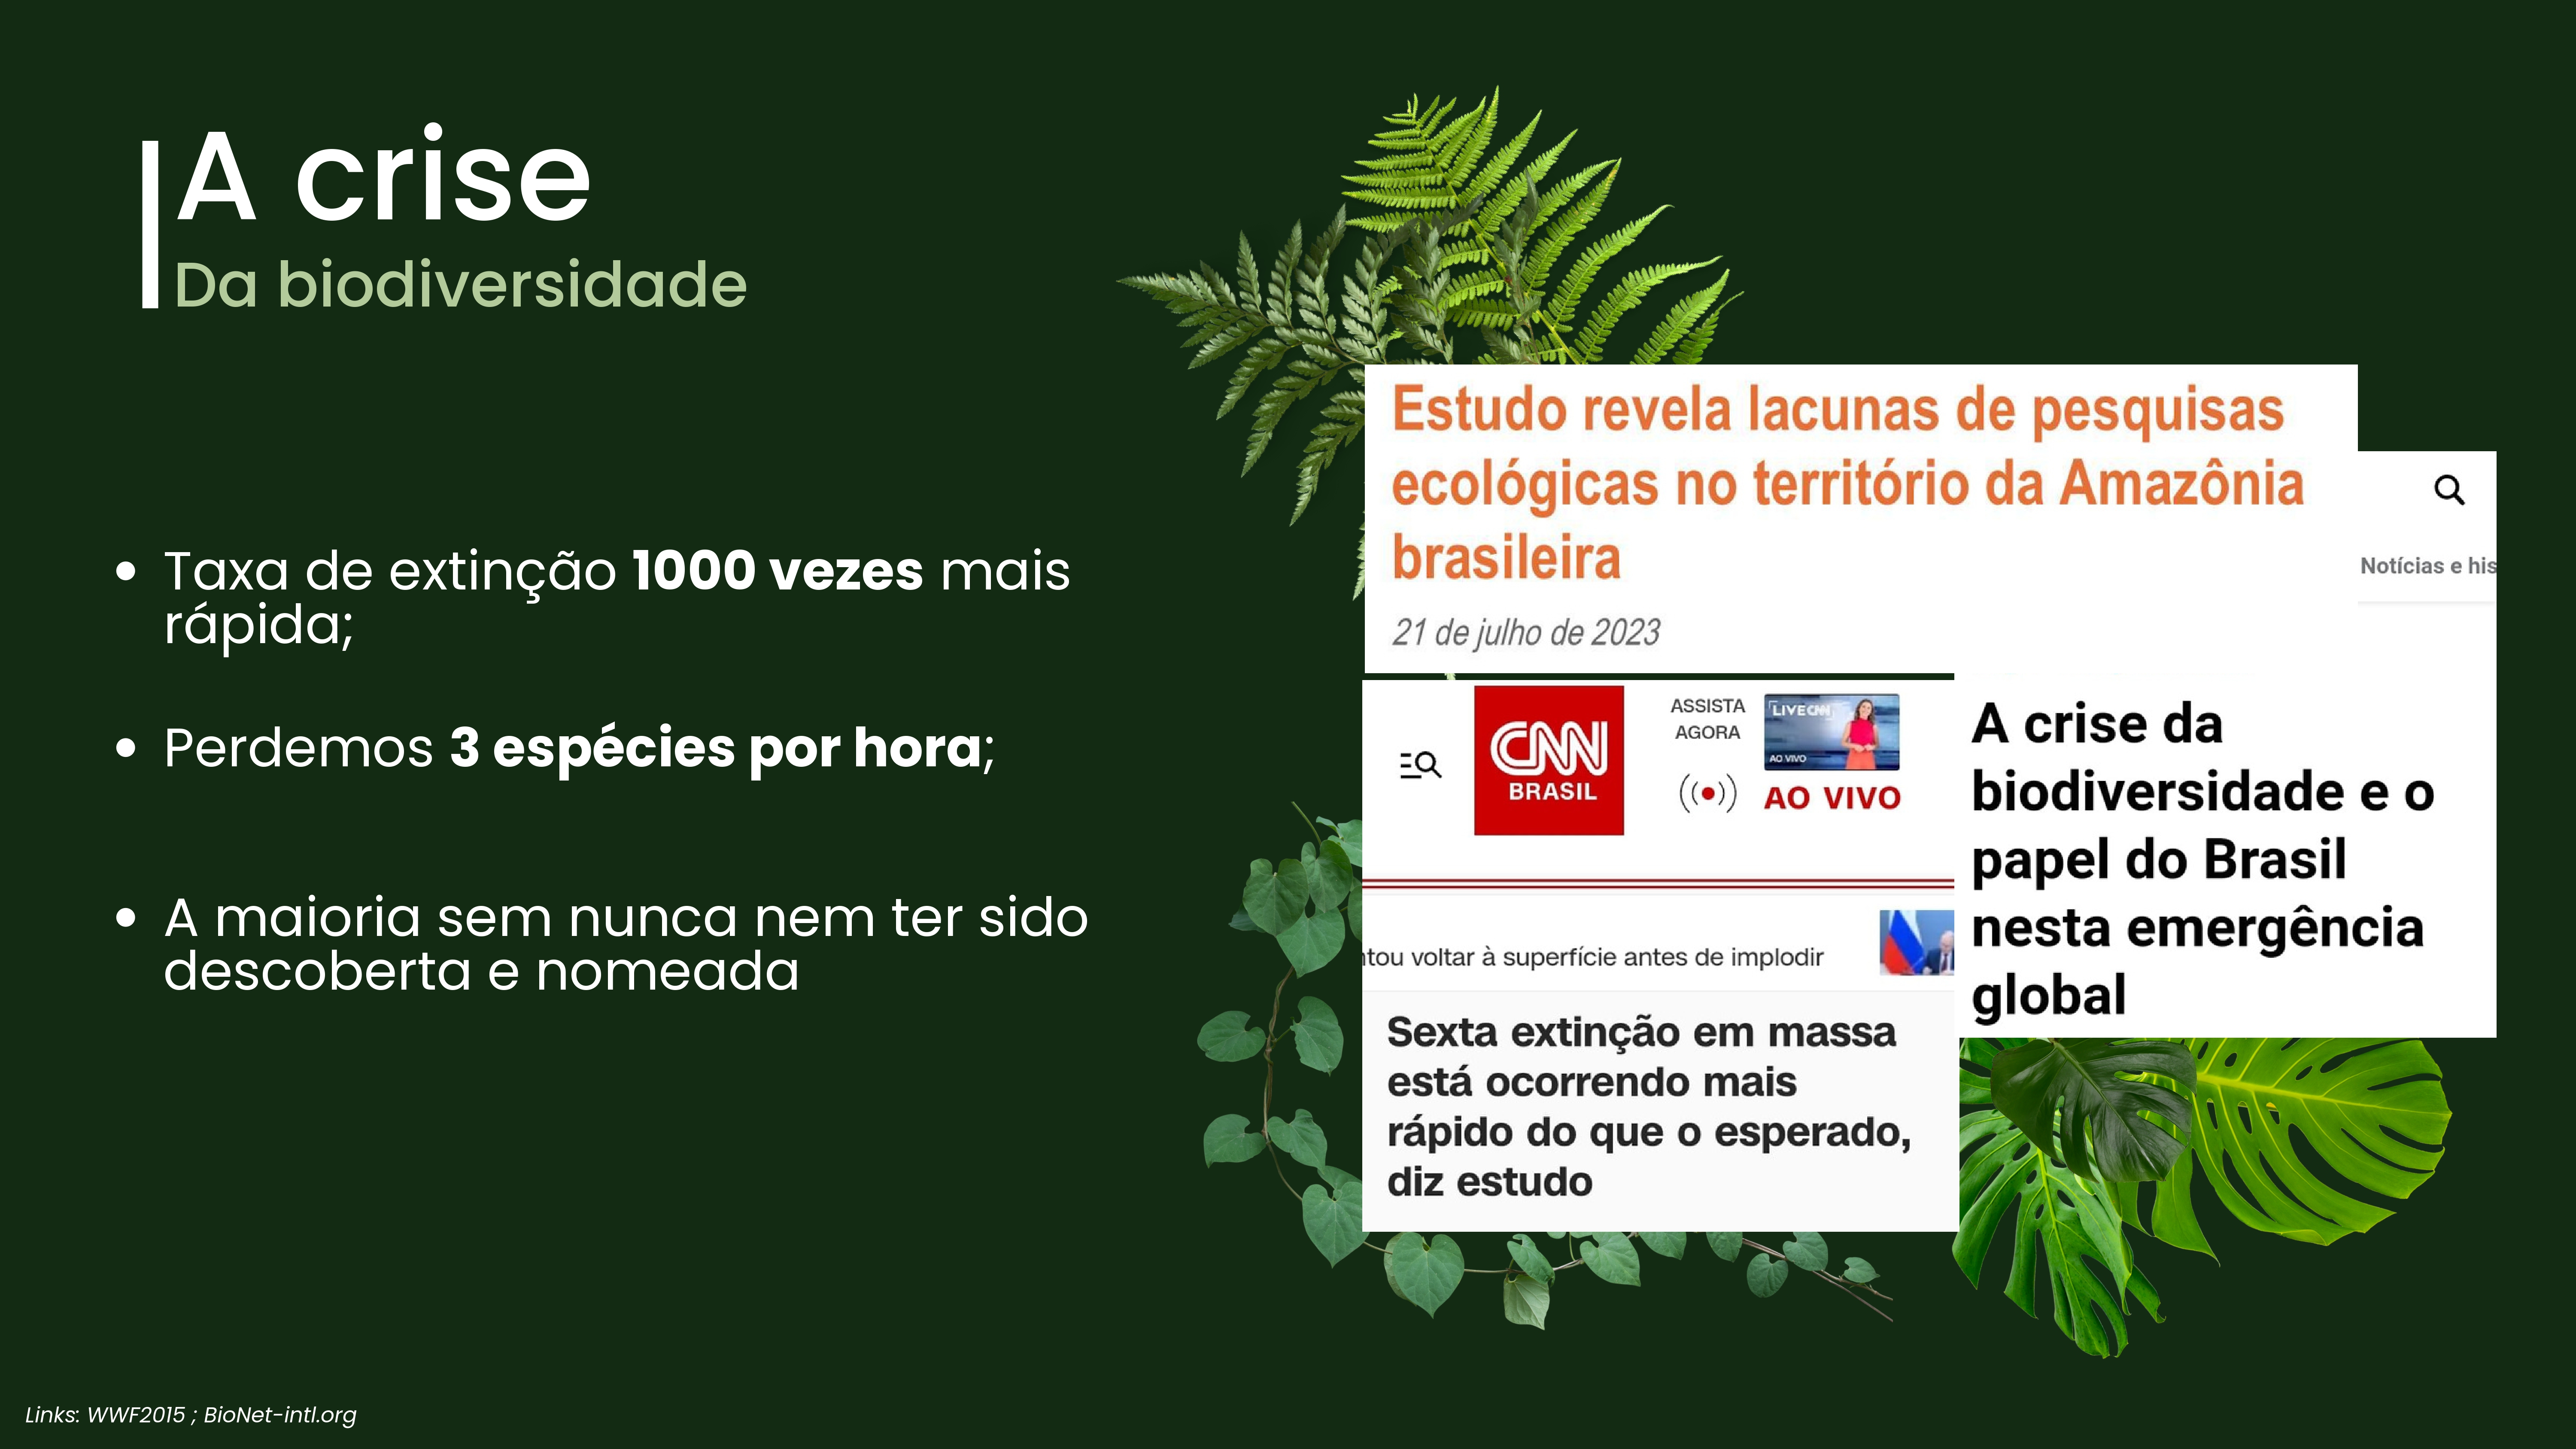 A crise
Da biodiversidade
Taxa de extinção 1000 vezes mais
rápida;
Perdemos 3 espécies por hora;
A maioria sem nunca nem ter sido
descoberta e nomeada
Estudo revela lacunas de pesquisas
ecológicas no território da Amazônia
brasileira
21 de julho de 2023
Notícias e his
CNN
BRASIL
ASSISTA
AGORA
LIVE CNN
AO VIVO
AO VIVO
ntou voltar à superfície antes de implodir
Sexta extinção em massa
está ocorrendo mais
rápido do que o esperado,
diz estudo
A crise da
biodiversidade e o
papel do Brasil
nesta emergência
global
Links: WWF2015 ; BioNet-intl.org